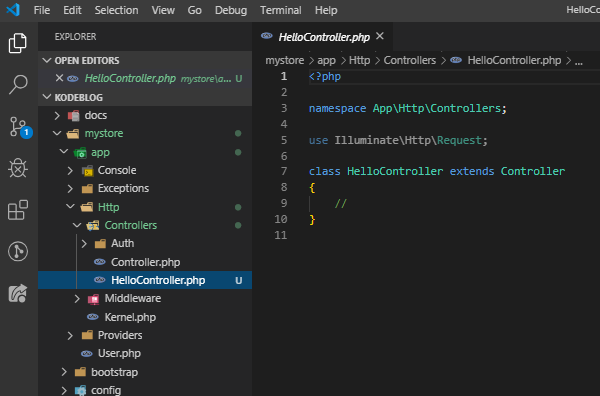 File Edit Selection View Go Debug Terminal Help HelloCo
EXPLORER
OPEN EDITORS
HelloController.php mystore\a... U
KODEBLOG
docs
mystore
app
Console
Exceptions
Http
Controllers
Auth
Controller.php
HelloController.php U
Middleware
Kernel.php
Providers
User.php
bootstrap
config
1
HelloController.php
mystore > app > Http > Controllers > HelloController.php > ...
1 <?php
2
3 namespace App\Http\Controllers;
4
5 use Illuminate\Http\Request;
6
7 class HelloController extends Controller
8 {
9 //
10 }
11